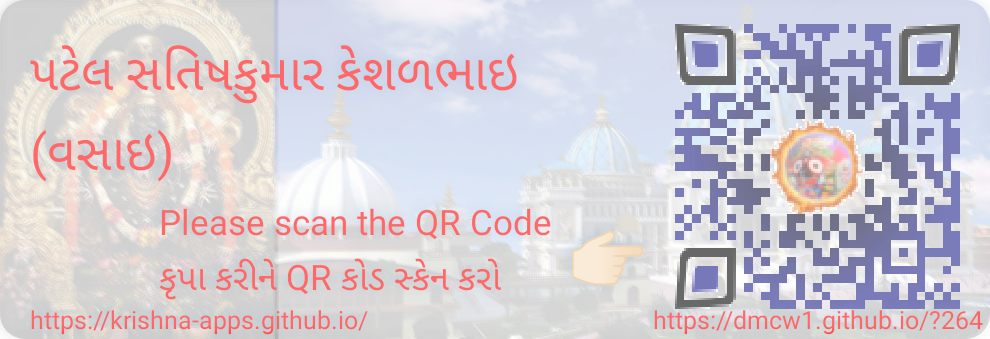 પટેલ સતિષકુમાર કેશળભાઇ
(વસાઇ)
Please scan the QR Code
કૃપા કરીને QR કોડ સ્કેન કરો
https://krishna-apps.github.io/
https://dmcw1.github.io/?264